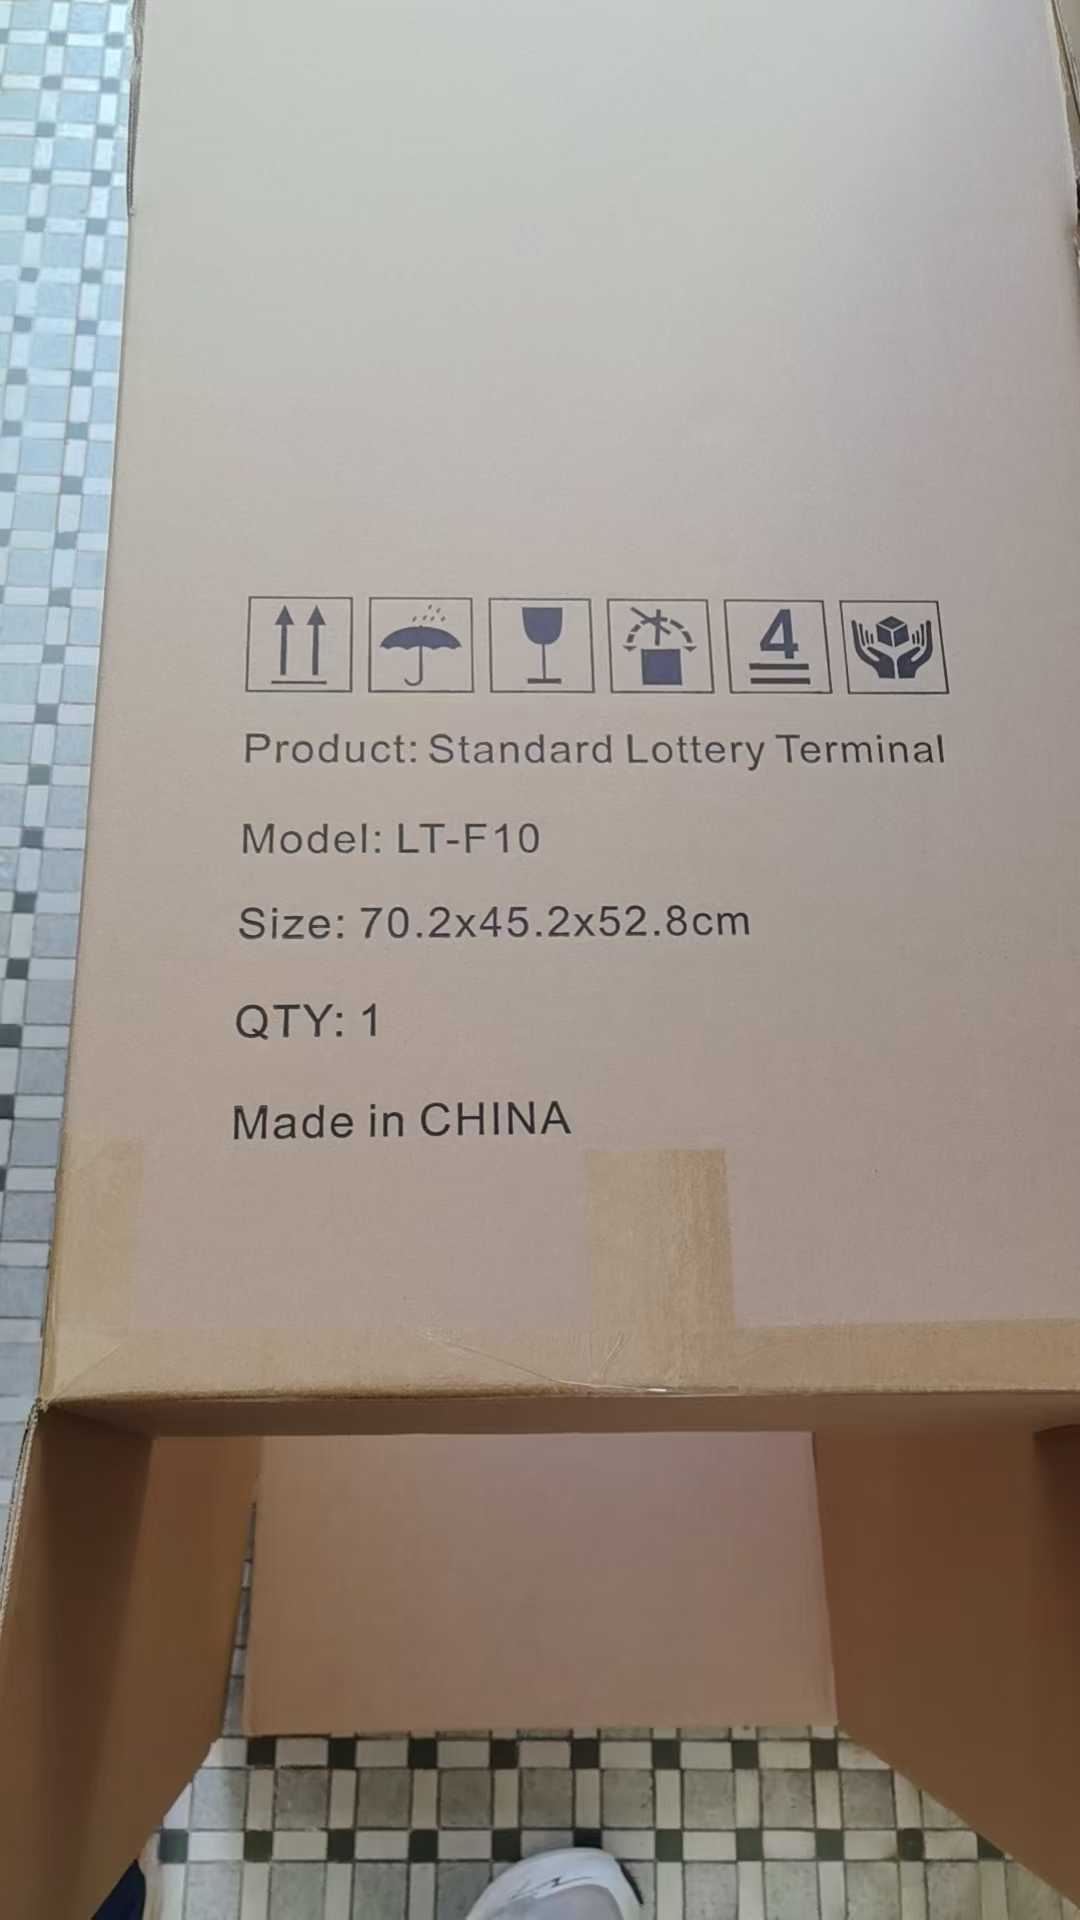 4
Product: Standard Lottery Terminal
Model: LT-F10
Size: 70.2x45.2x52.8cm
QTY: 1
Made in CHINA